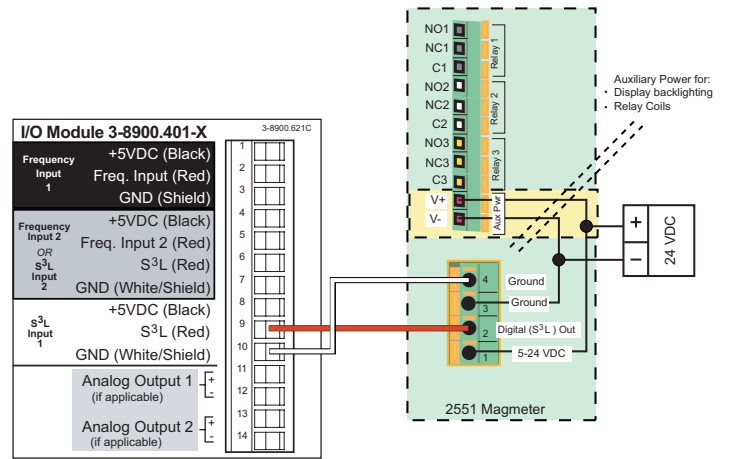 I/O Module 3-8900.401-X
3-8900.621C
Frequency
Input
1
+5VDC (Black)
Freq. Input (Red)
GND (Shield)
Frequency
Input 2
OR
S³L
Input
2
+5VDC (Black)
Freq. Input 2 (Red)
S³L (Red)
GND (White/Shield)
S³L
Input
1
+5VDC (Black)
S³L (Red)
GND (White/Shield)
Analog Output 1
(if applicable)
+
-
Analog Output 2
(if applicable)
+
-
1
2
3
4
5
6
7
8
9
10
11
12
13
14
NO1
NC1
C1
Relay 1
NO2
NC2
C2
Relay 2
NO3
NC3
C3
Relay 3
V+
V-
Aux Pwr
Auxiliary Power for:
· Display backlighting
· Relay Coils
+
-
24 VDC
4
Ground
3
Ground
2
Digital (S³L ) Out
1
5-24 VDC
2551 Magmeter